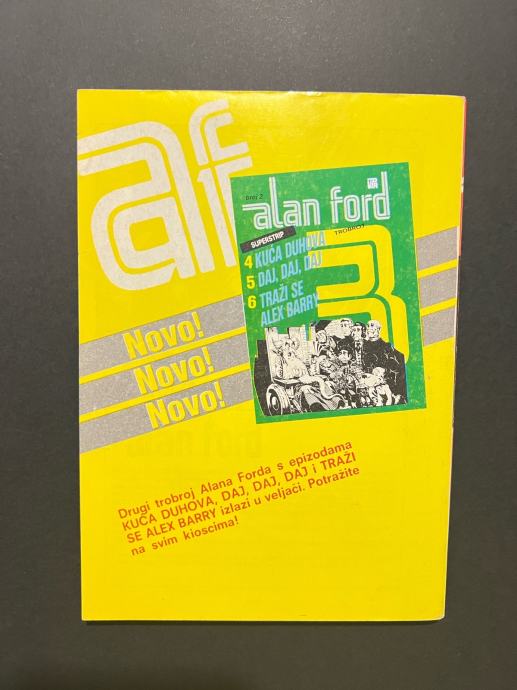 af
broj 2
alan ford
SUPERSTRIP
TROBROJ
4 KUĆA DUHOVA
5 DAJ, DAJ, DAJ
6 TRAŽI SE
ALEX BARRY
3
Novo!
Novo!
Novo!
Drugi trobroj Alana Forda s epizodama
KUĆA DUHOVA, DAJ, DAJ, DAJ i TRAŽI
SE ALEX BARRY izlazi u veljači. Potražite
na svim kioscima!